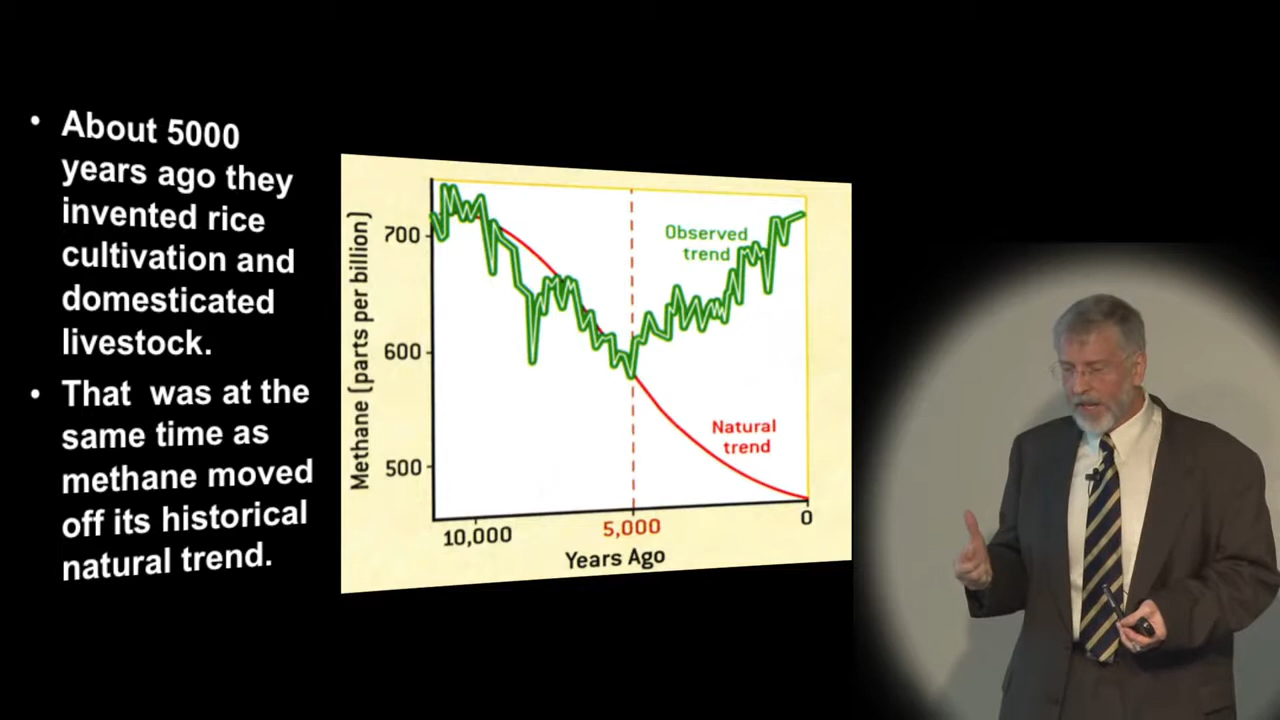 • About 5000
years ago they
invented rice
cultivation and
domesticated
livestock.
• That  was at the
same time as
methane moved
off its historical
natural trend.
Methane (parts per billion)
700
600
500
Observed
trend
Natural
trend
10,000
5,000
0
Years Ago